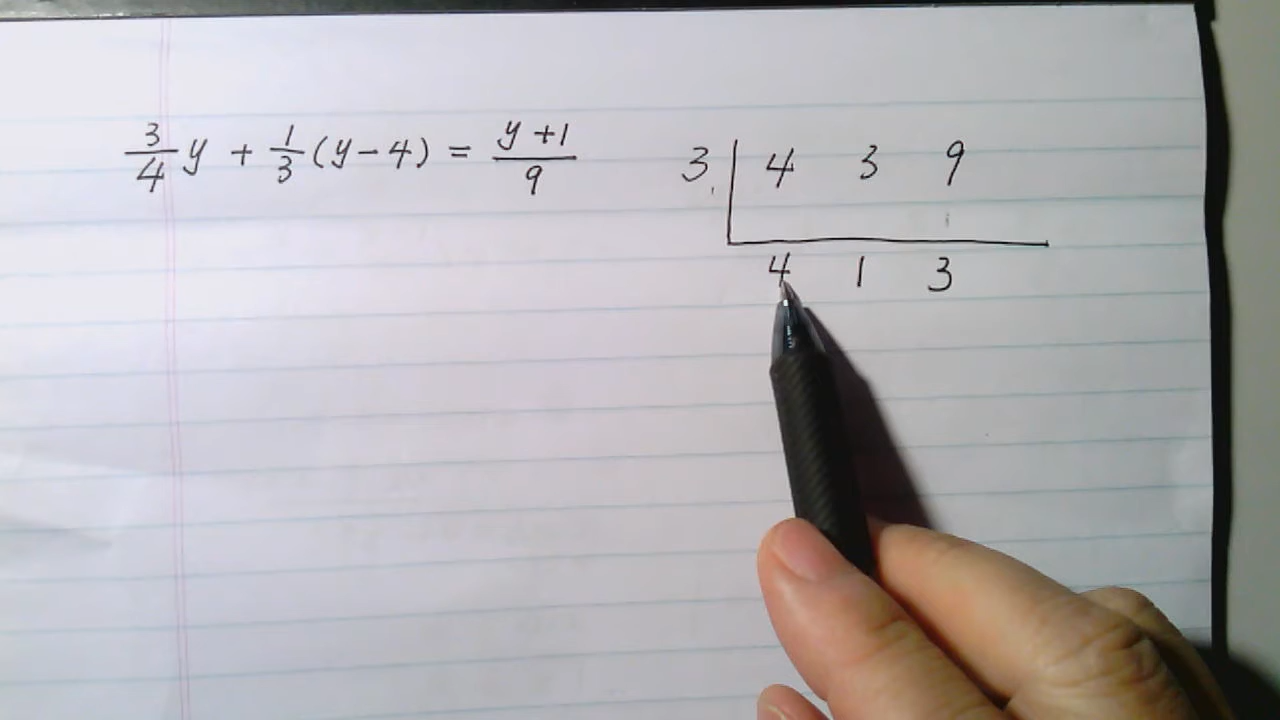 3/4 y + 1/3 (y - 4) = (y + 1)/9
3 | 4 3 9
4 1 3